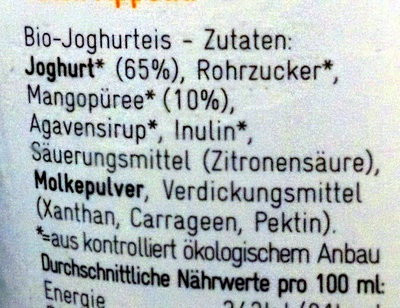 Bio-Joghurteis - Zutaten:
Joghurt* (65%), Rohrzucker*,
Mangopüree* (10%),
Agavensirup*, Inulin*,
Säuerungsmittel (Zitronensäure),
Molkepulver, Verdickungsmittel
(Xanthan, Carrageen, Pektin).
*=aus kontrolliert ökologischem Anbau
Durchschnittliche Nährwerte pro 100 ml:
Energie